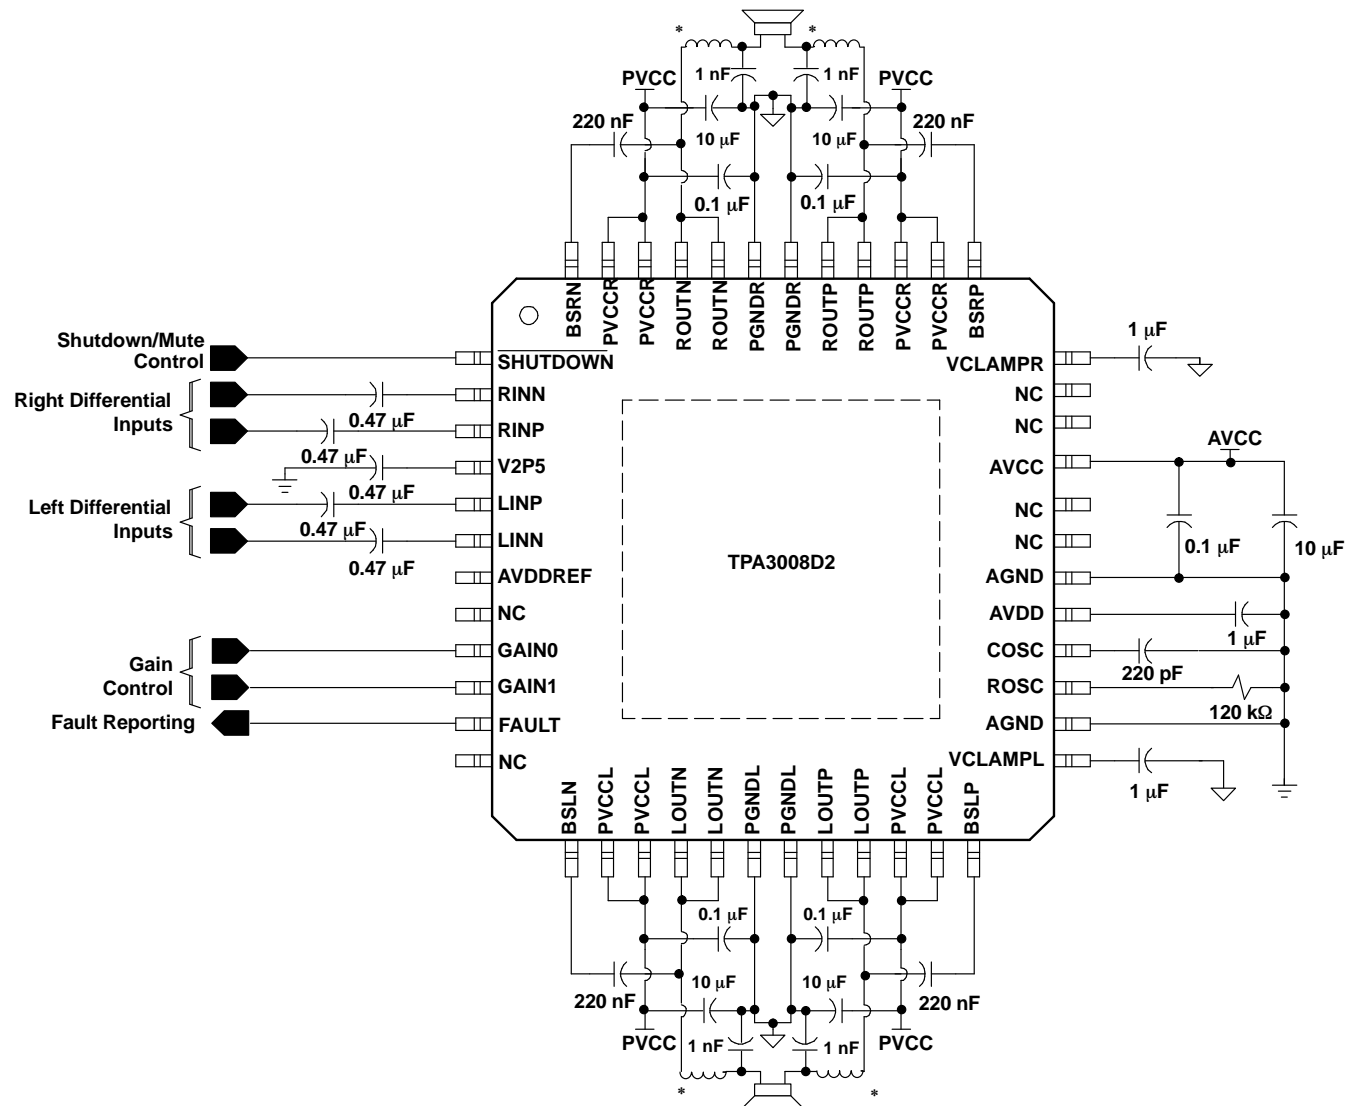 *
*
1 nF
1 nF
PVCC
PVCC
220 nF
10 µF
10 µF
220 nF
0.1 µF
0.1 µF
BSRN
PVCCR
PVCCR
ROUTN
ROUTN
PGNDR
PGNDR
ROUTP
ROUTP
PVCCR
PVCCR
BSRP
Shutdown/Mute
Control
SHUTDOWN
VCLAMPR
1 µF
Right Differential
Inputs
RINN
0.47 µF
RINP
0.47 µF
V2P5
0.47 µF
Left Differential
Inputs
LINP
0.47 µF
LINN
0.47 µF
AVDDREF
NC
Gain
Control
GAIN0
GAIN1
Fault Reporting
FAULT
NC
TPA3008D2
NC
NC
AVCC
AVCC
NC
NC
0.1 µF
10 µF
AGND
AVDD
1 µF
COSC
220 pF
ROSC
120 kΩ
AGND
VCLAMPL
1 µF
BSLN
PVCCL
PVCCL
LOUTN
LOUTN
PGNDL
PGNDL
LOUTP
LOUTP
PVCCL
PVCCL
BSLP
0.1 µF
0.1 µF
220 nF
10 µF
10 µF
220 nF
PVCC
1 nF
1 nF
PVCC
*
*